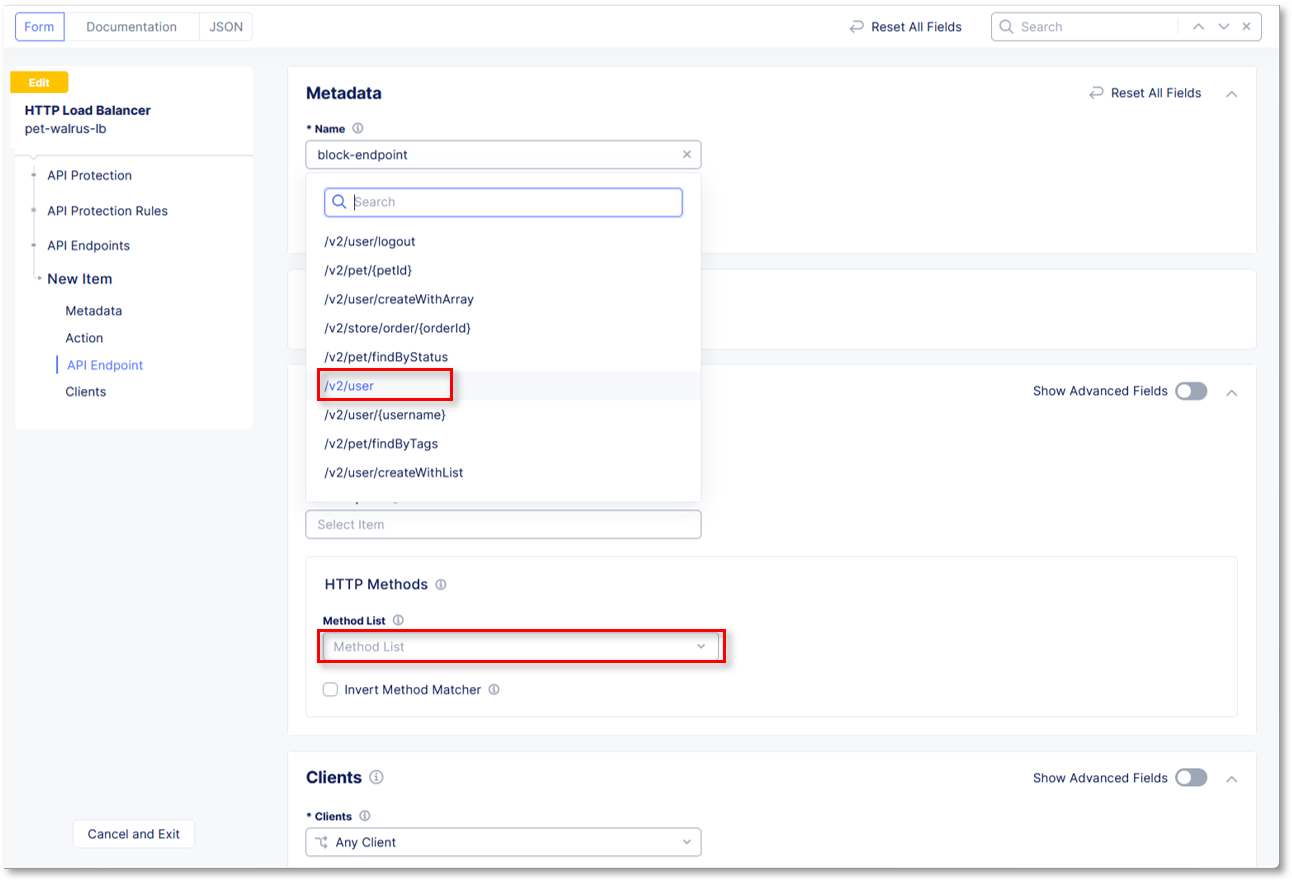 Form Documentation JSON Reset All Fields Search
Edit
HTTP Load Balancer
pet-walrus-lb
API Protection
API Protection Rules
API Endpoints
New Item
Metadata
Action
API Endpoint
Clients
Cancel and Exit
Metadata Reset All Fields
* Name
block-endpoint
Search
/v2/user/logout
/v2/pet/{petId}
/v2/user/createWithArray
/v2/store/order/{orderId}
/v2/pet/findByStatus
/v2/user
/v2/user/{username}
/v2/pet/findByTags
/v2/user/createWithList
Show Advanced Fields
Select Item
HTTP Methods
Method List
Method List
Invert Method Matcher
Clients Show Advanced Fields
* Clients
Any Client